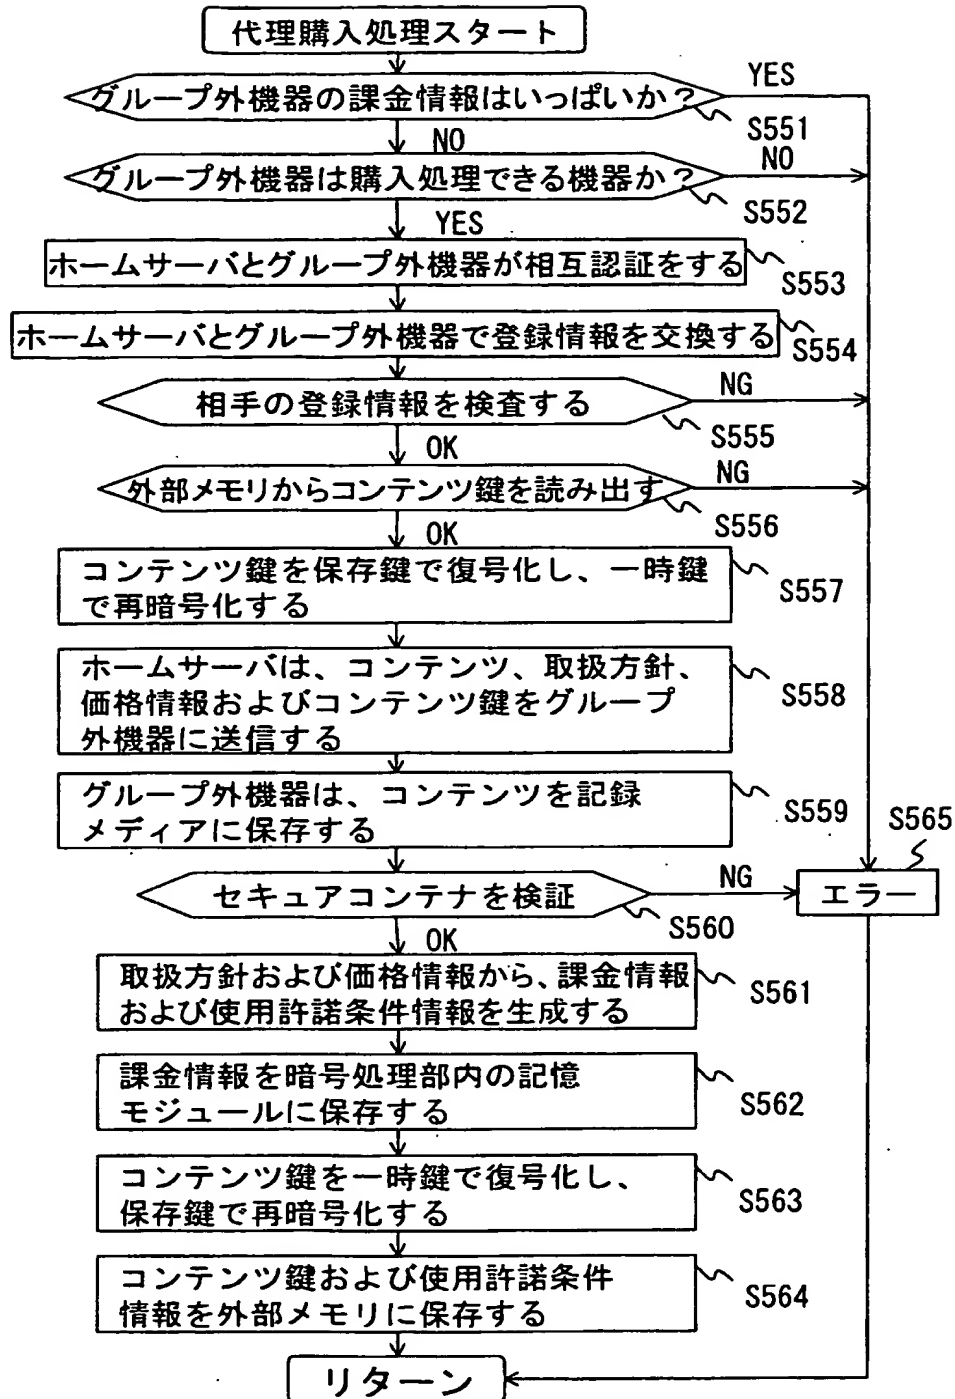 代理購入処理スタート
グループ外機器の課金情報はいっぱいか?
YES
S551
NO
グループ外機器は購入処理できる機器か?
NO
S552
YES
ホームサーバとグループ外機器が相互認証をする
S553
ホームサーバとグループ外機器で登録情報を交換する
S554
相手の登録情報を検査する
NG
S555
OK
外部メモリからコンテンツ鍵を読み出す
NG
S556
OK
コンテンツ鍵を保存鍵で復号化し、一時鍵
で再暗号化する
S557
ホームサーバは、コンテンツ、取扱方針、
価格情報およびコンテンツ鍵をグループ
外機器に送信する
S558
グループ外機器は、コンテンツを記録
メディアに保存する
S559
S565
エラー
セキュアコンテナを検証
NG
S560
OK
取扱方針および価格情報から、課金情報
および使用許諾条件情報を生成する
S561
課金情報を暗号処理部内の記憶
モジュールに保存する
S562
コンテンツ鍵を一時鍵で復号化し、
保存鍵で再暗号化する
S563
コンテンツ鍵および使用許諾条件
情報を外部メモリに保存する
S564
リターン